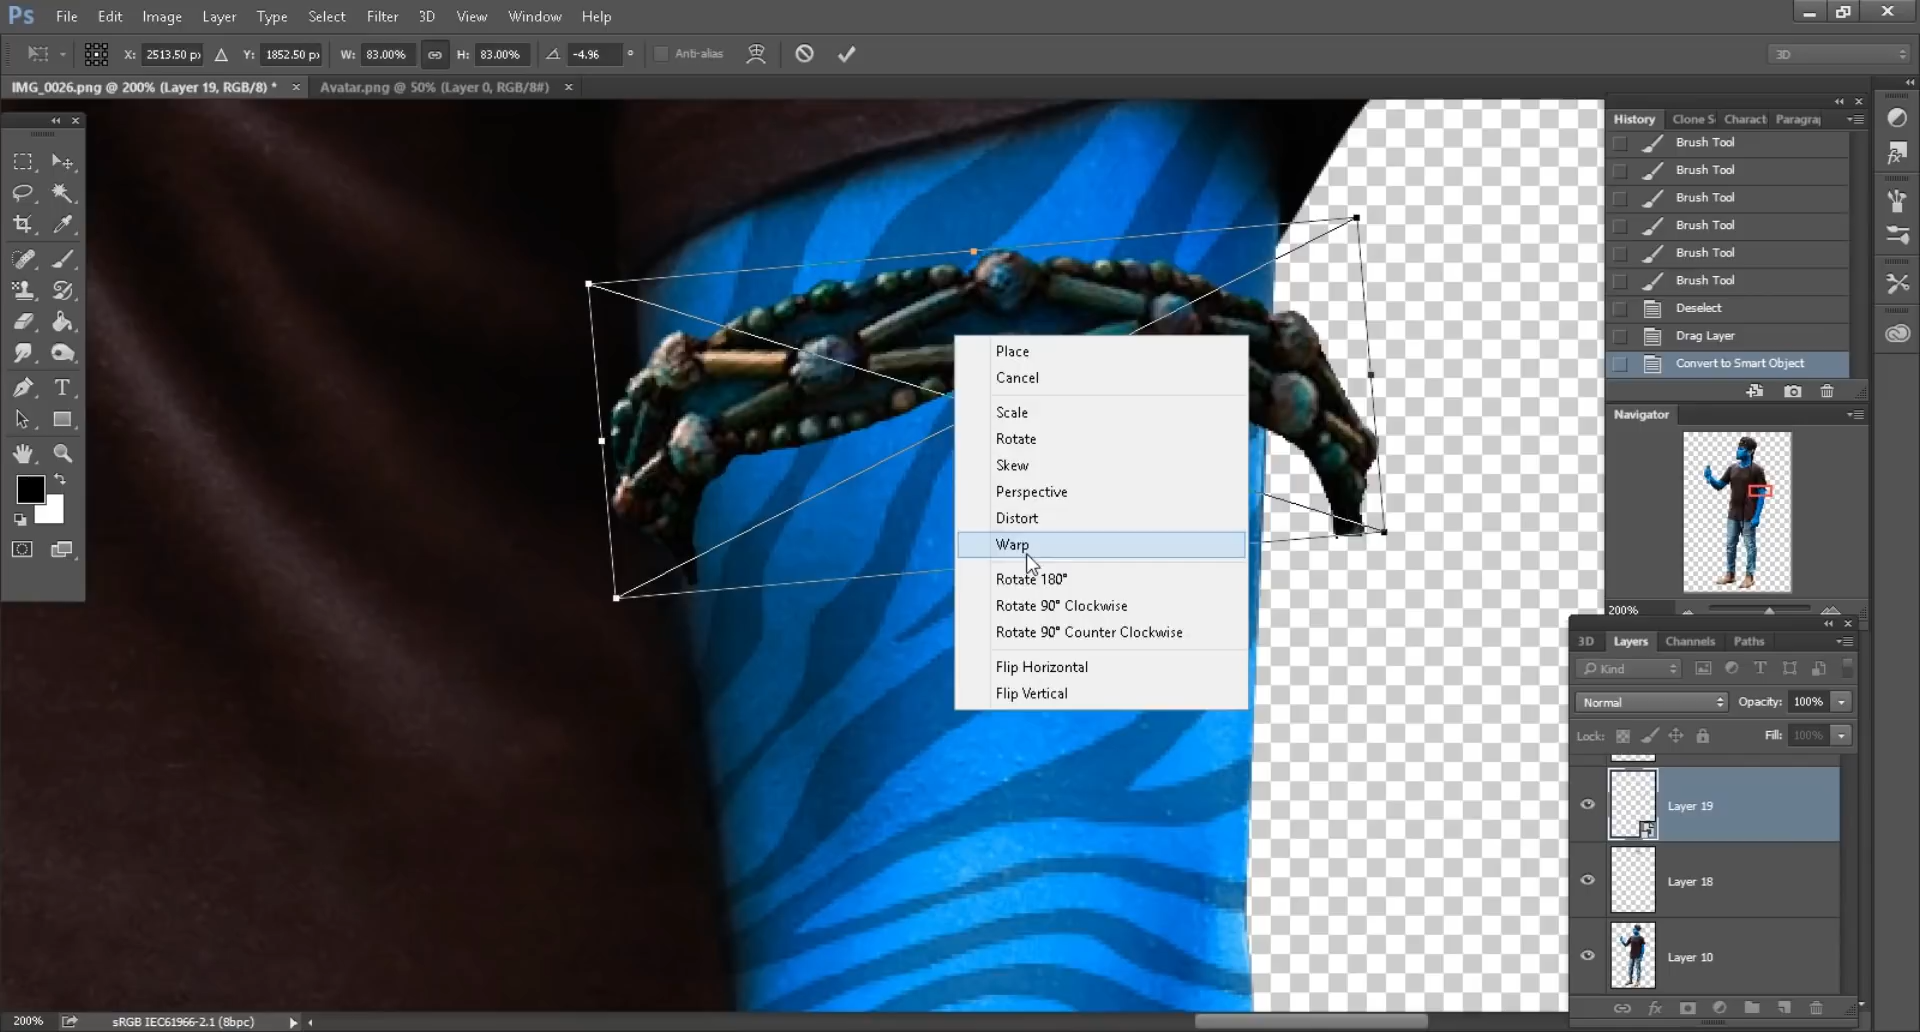 Ps File Edit Image Layer Type Select Filter 3D View Window Help
X: 2513.50 p> Y: 1852.50 p> W: 83.00% H: 83.00% -4.96 ° Anti-alias 3D
IMG_0026.png @ 200% (Layer 19, RGB/8) * × Avatar.png @ 50% (Layer 0, RGB/8#) ×
History Clone S Charact Paragra
Brush Tool
Brush Tool
Brush Tool
Brush Tool
Brush Tool
Brush Tool
Deselect
Drag Layer
Convert to Smart Object
Navigator
200%
Place
Cancel
Scale
Rotate
Skew
Perspective
Distort
Warp
Rotate 180°
Rotate 90° Clockwise
Rotate 90° Counter Clockwise
Flip Horizontal
Flip Vertical
3D Layers Channels Paths
Kind
Normal Opacity: 100%
Lock: Fill: 100%
Layer 19
Layer 18
Layer 10
200% sRGB IEC61966-2.1 (8bpc)